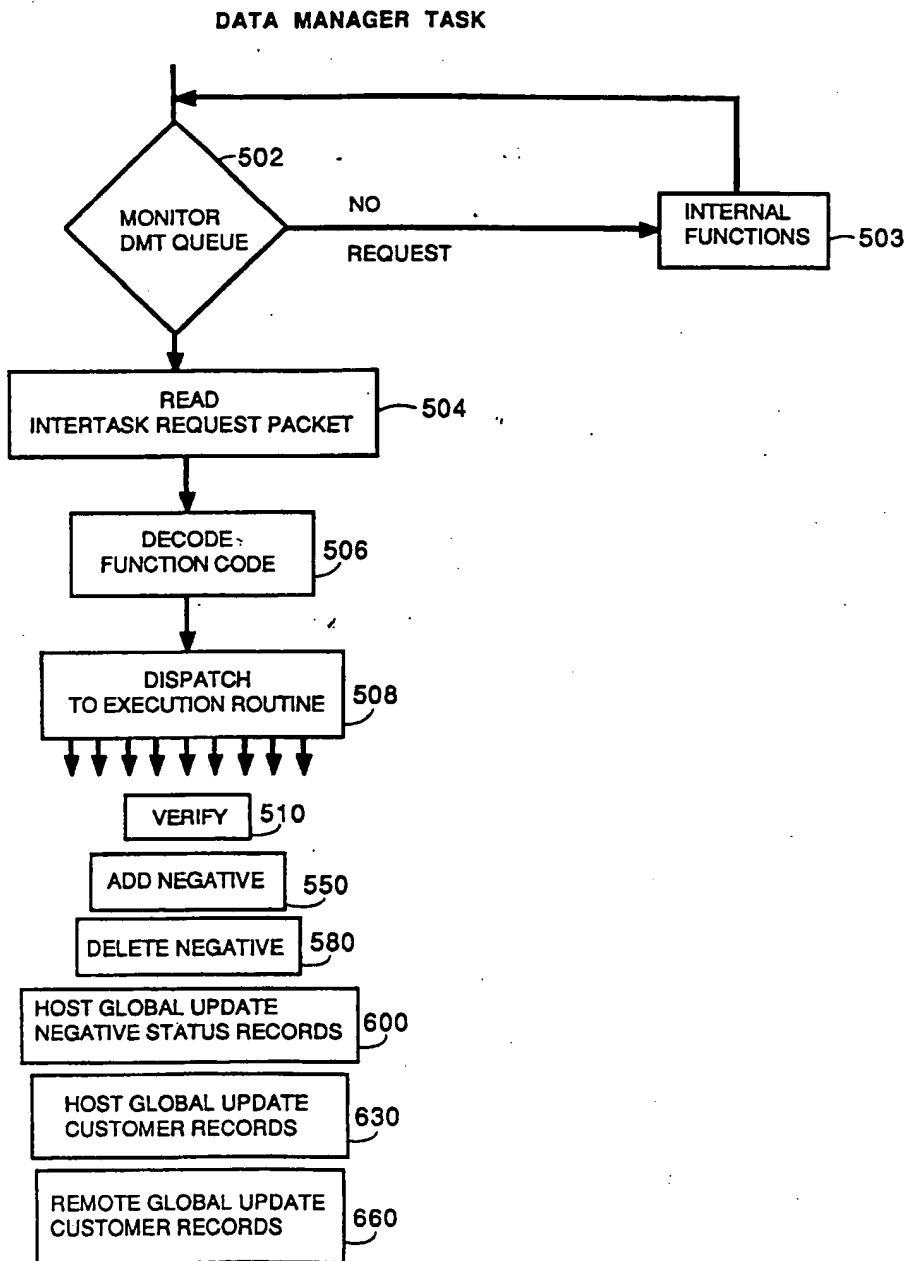 DATA MANAGER TASK
502
MONITOR
DMT QUEUE
NO
REQUEST
INTERNAL
FUNCTIONS
503
READ
INTERTASK REQUEST PACKET
504
DECODE
FUNCTION CODE
506
DISPATCH
TO EXECUTION ROUTINE
508
VERIFY
510
ADD NEGATIVE
550
DELETE NEGATIVE
580
HOST GLOBAL UPDATE
NEGATIVE STATUS RECORDS
600
HOST GLOBAL UPDATE
CUSTOMER RECORDS
630
REMOTE GLOBAL UPDATE
CUSTOMER RECORDS
660